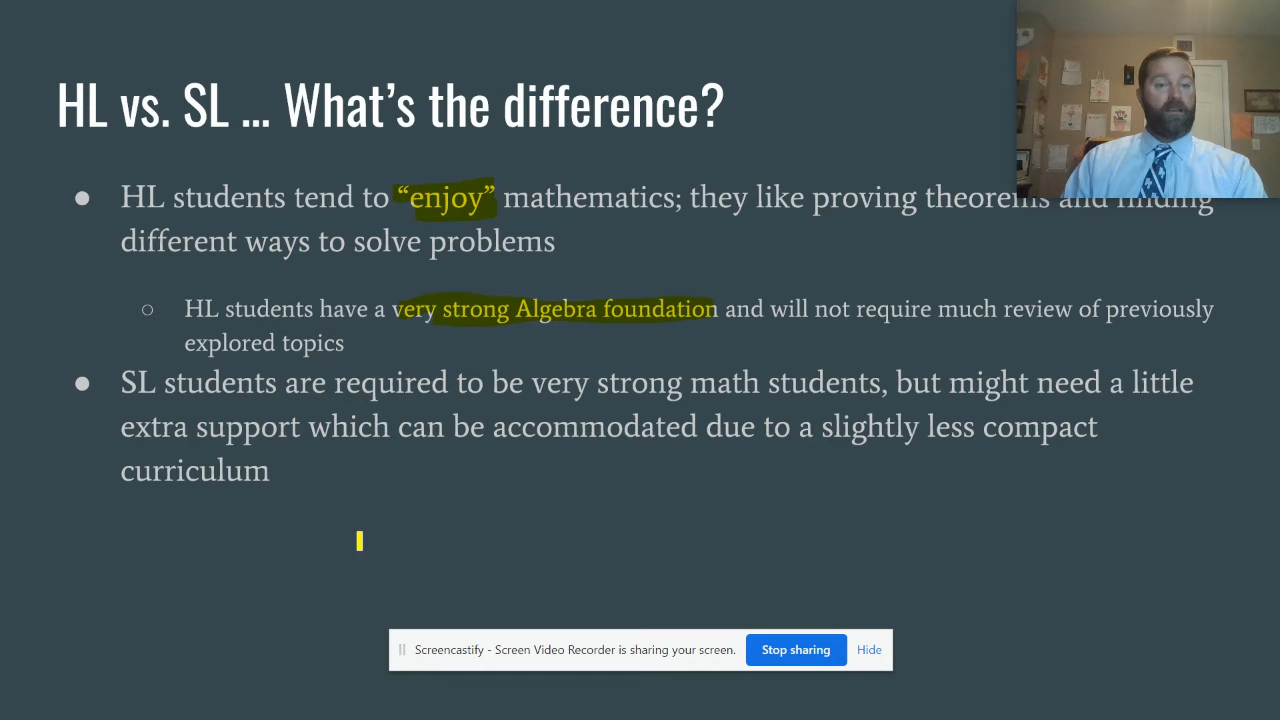 HL vs. SL ... What's the difference?
● HL students tend to “enjoy” mathematics; they like proving theorems and finding
different ways to solve problems
○ HL students have a very strong Algebra foundation and will not require much review of previously
explored topics
● SL students are required to be very strong math students, but might need a little
extra support which can be accommodated due to a slightly less compact
curriculum
Screencastify - Screen Video Recorder is sharing your screen. Stop sharing Hide